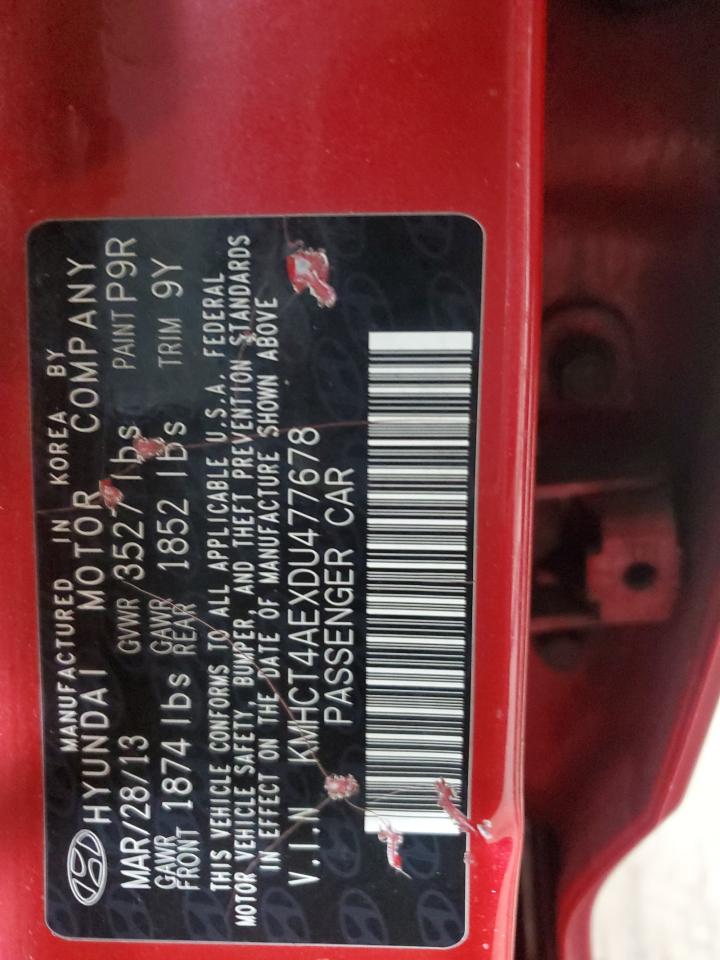 MANUFACTURED IN KOREA BY
HYUNDAI MOTOR COMPANY
MAR/28/13 GVWR 3527 lbs PAINT P9R
GAWR FRONT 1874 lbs GAWR REAR 1852 lbs TRIM 9Y
THIS VEHICLE CONFORMS TO ALL APPLICABLE U.S.A. FEDERAL
MOTOR VEHICLE SAFETY, BUMPER, AND THEFT PREVENTION STANDARDS
IN EFFECT ON THE DATE OF MANUFACTURE SHOWN ABOVE
V.I.N KMHCT4AEXDU477678
PASSENGER CAR